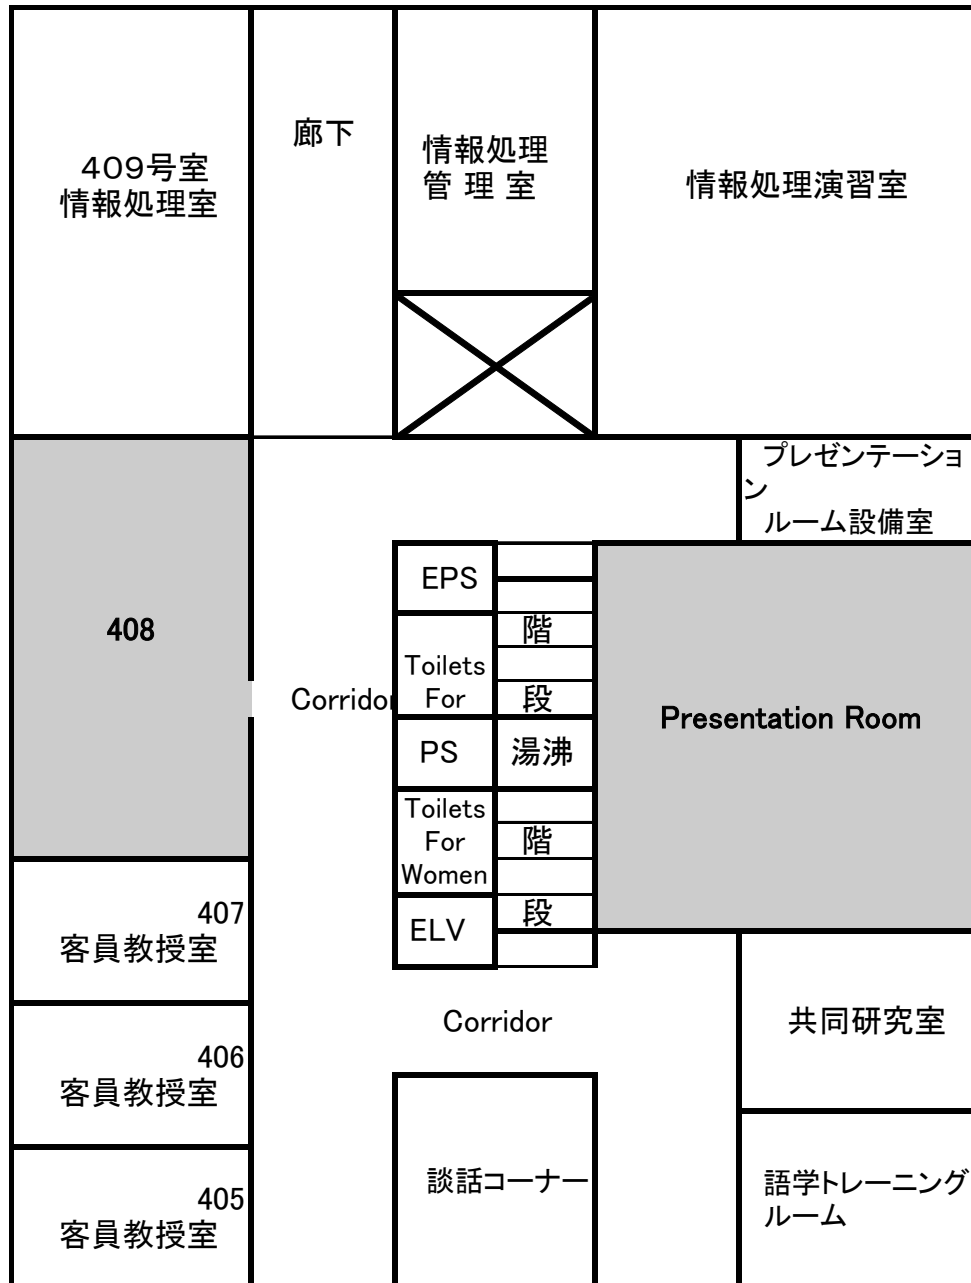 廊下
409号室
情報処理室
情報処理
管 理 室
情報処理演習室
プレゼンテーショ
ン
ルーム設備室
EPS
階
408
Toilets
For
段
Corridor
Presentation Room
PS
湯沸
Toilets
For
Women
階
段
ELV
407
客員教授室
Corridor
共同研究室
406
客員教授室
談話コーナー
語学トレーニング
ルーム
405
客員教授室